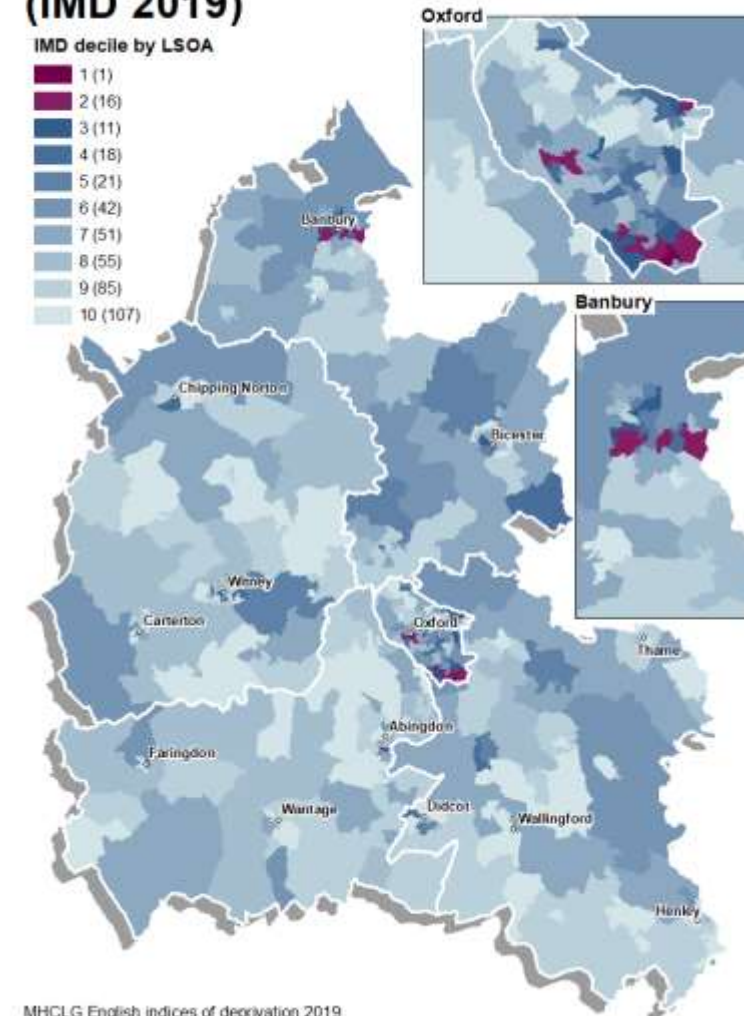 (IMD 2019)
IMD decile by LSOA
1 (1)
2 (16)
3 (11)
4 (18)
5 (21)
6 (42)
7 (51)
8 (55)
9 (85)
10 (107)
Oxford
Banbury
Banbury
Chipping Norton
Bicester
Witney
Carterton
Oxford
Thame
Abingdon
Faringdon
Wantage
Didcot
Wallingford
Henley
MHCLG English indices of deprivation 2019